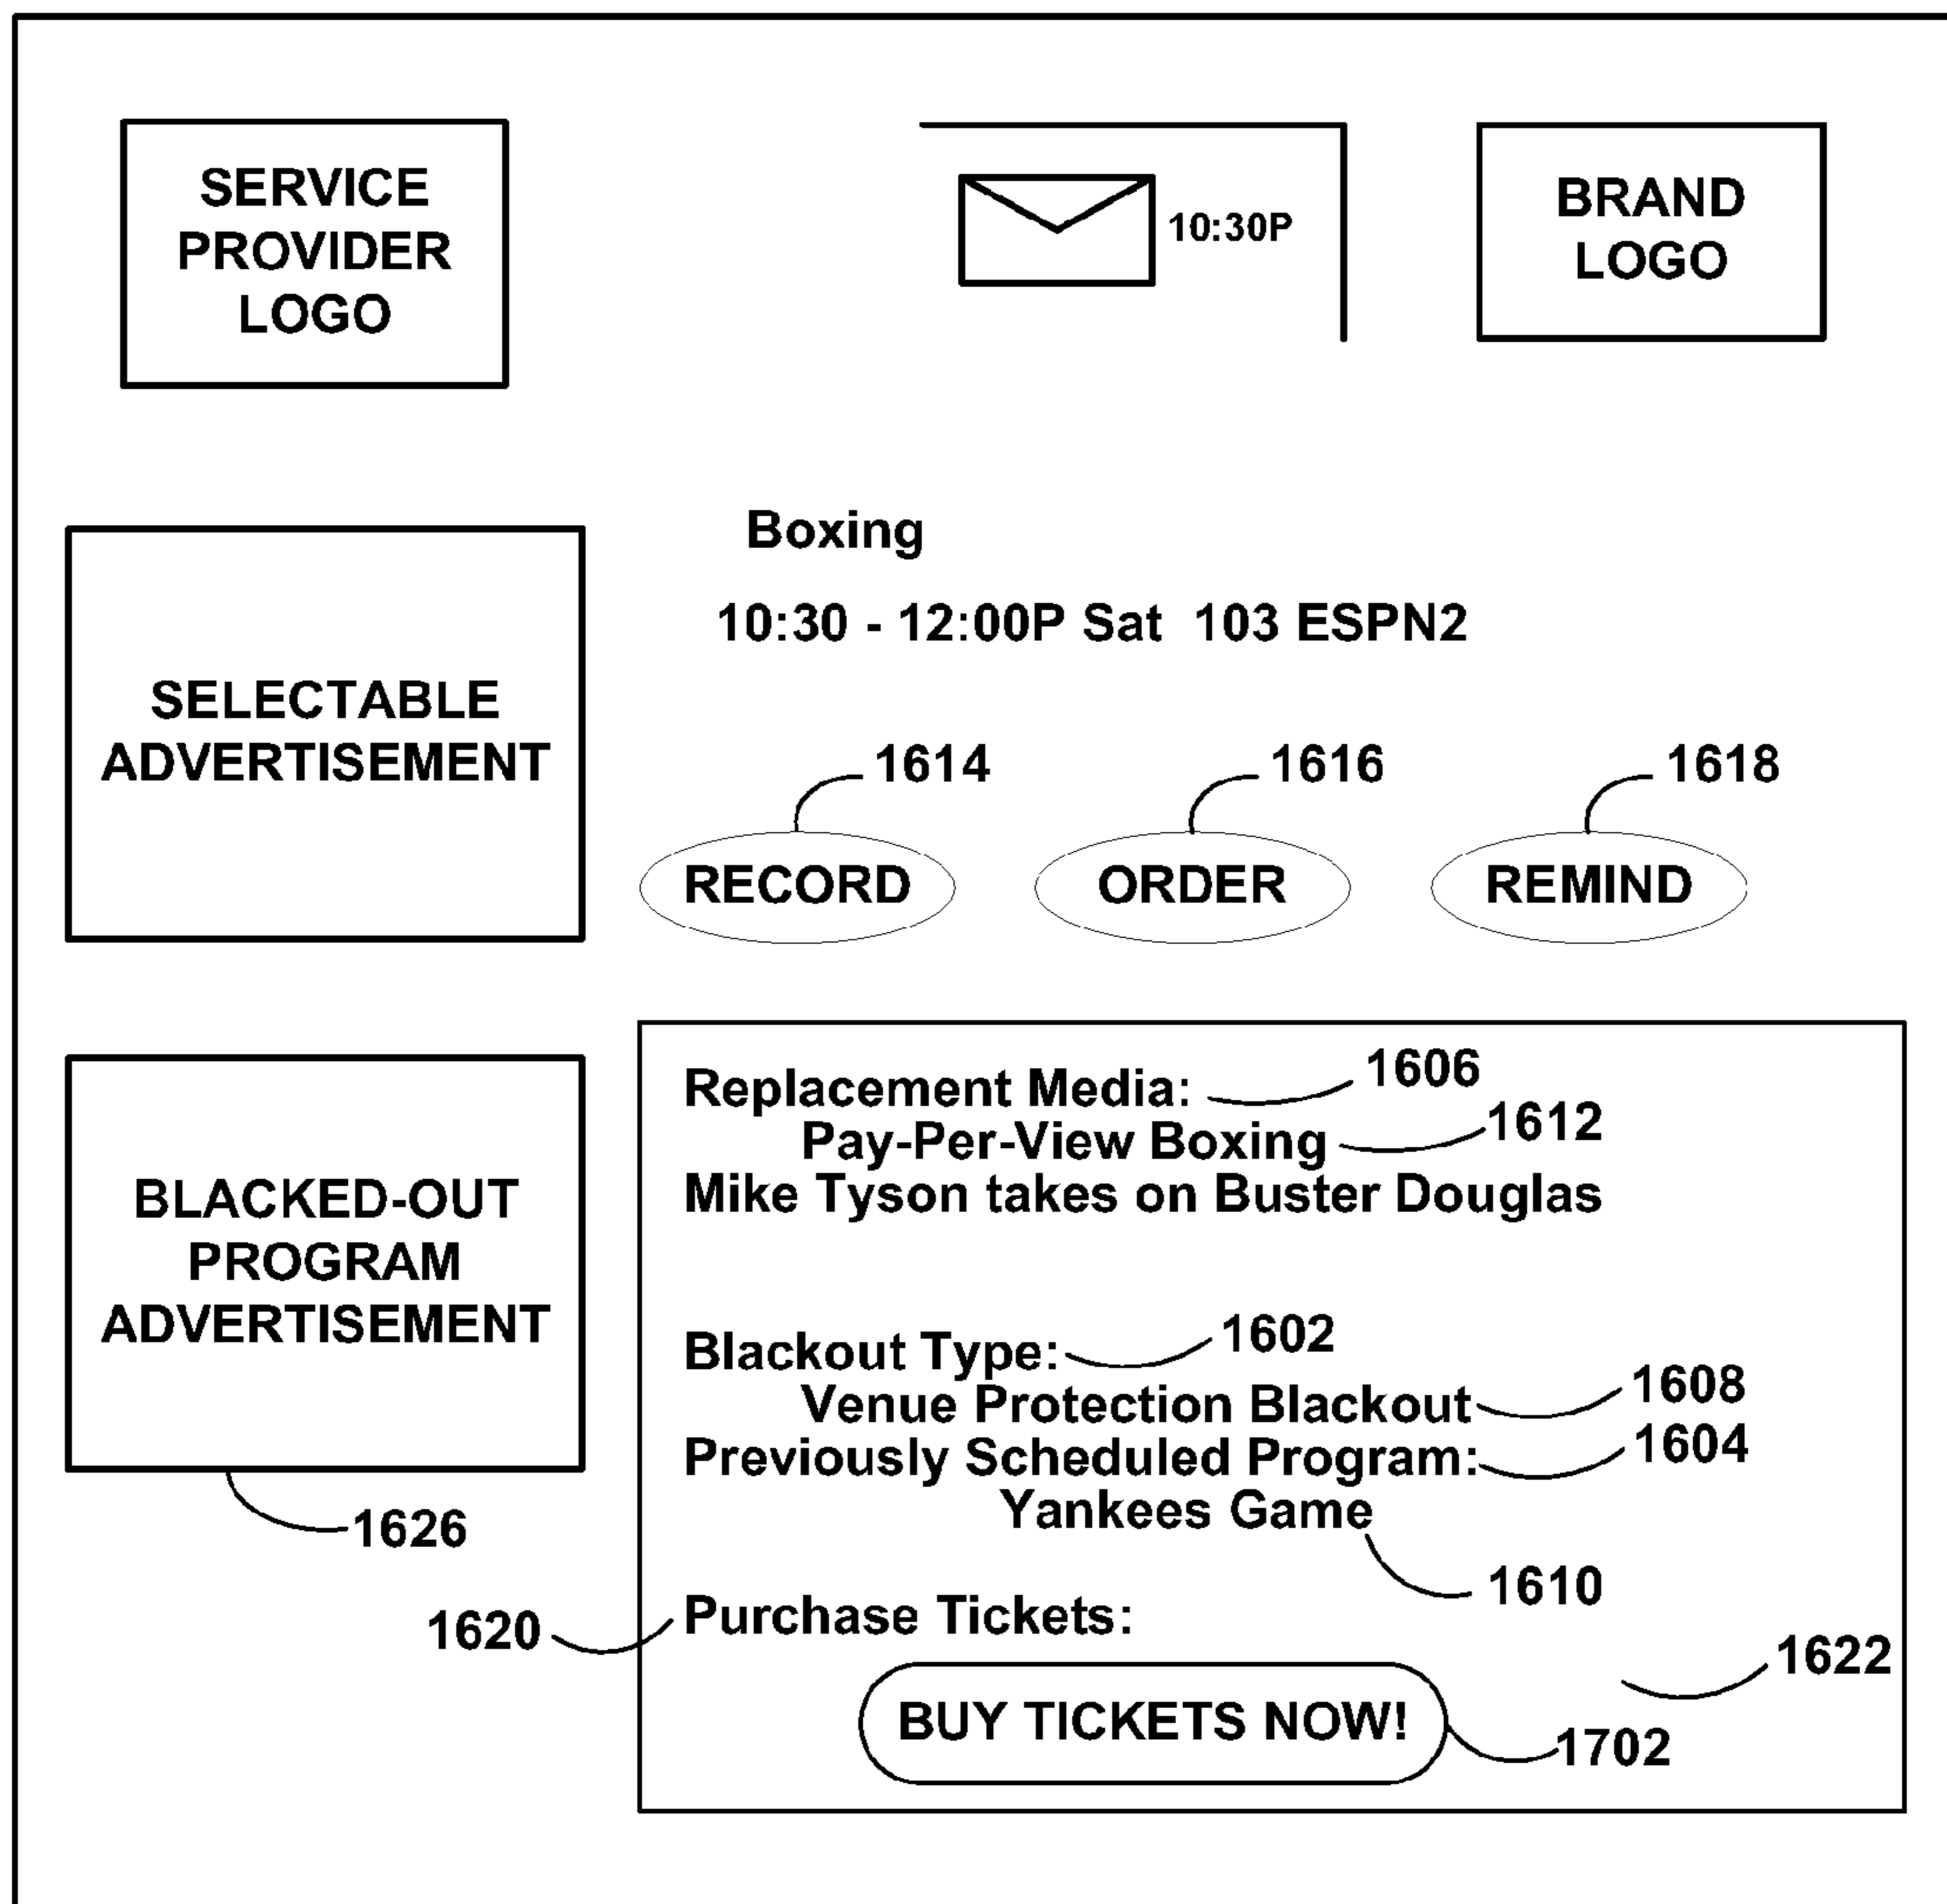 SERVICE
PROVIDER
LOGO
10:30P
BRAND
LOGO
SELECTABLE
ADVERTISEMENT
Boxing
10:30 - 12:00P Sat 103 ESPN2
1614
1616
1618
RECORD
ORDER
REMIND
BLACKED-OUT
PROGRAM
ADVERTISEMENT
1626
Replacement Media: 1606
Pay-Per-View Boxing 1612
Mike Tyson takes on Buster Douglas
Blackout Type: 1602
Venue Protection Blackout 1608
Previously Scheduled Program: 1604
Yankees Game
1610
1620 Purchase Tickets:
1622
BUY TICKETS NOW!
1702